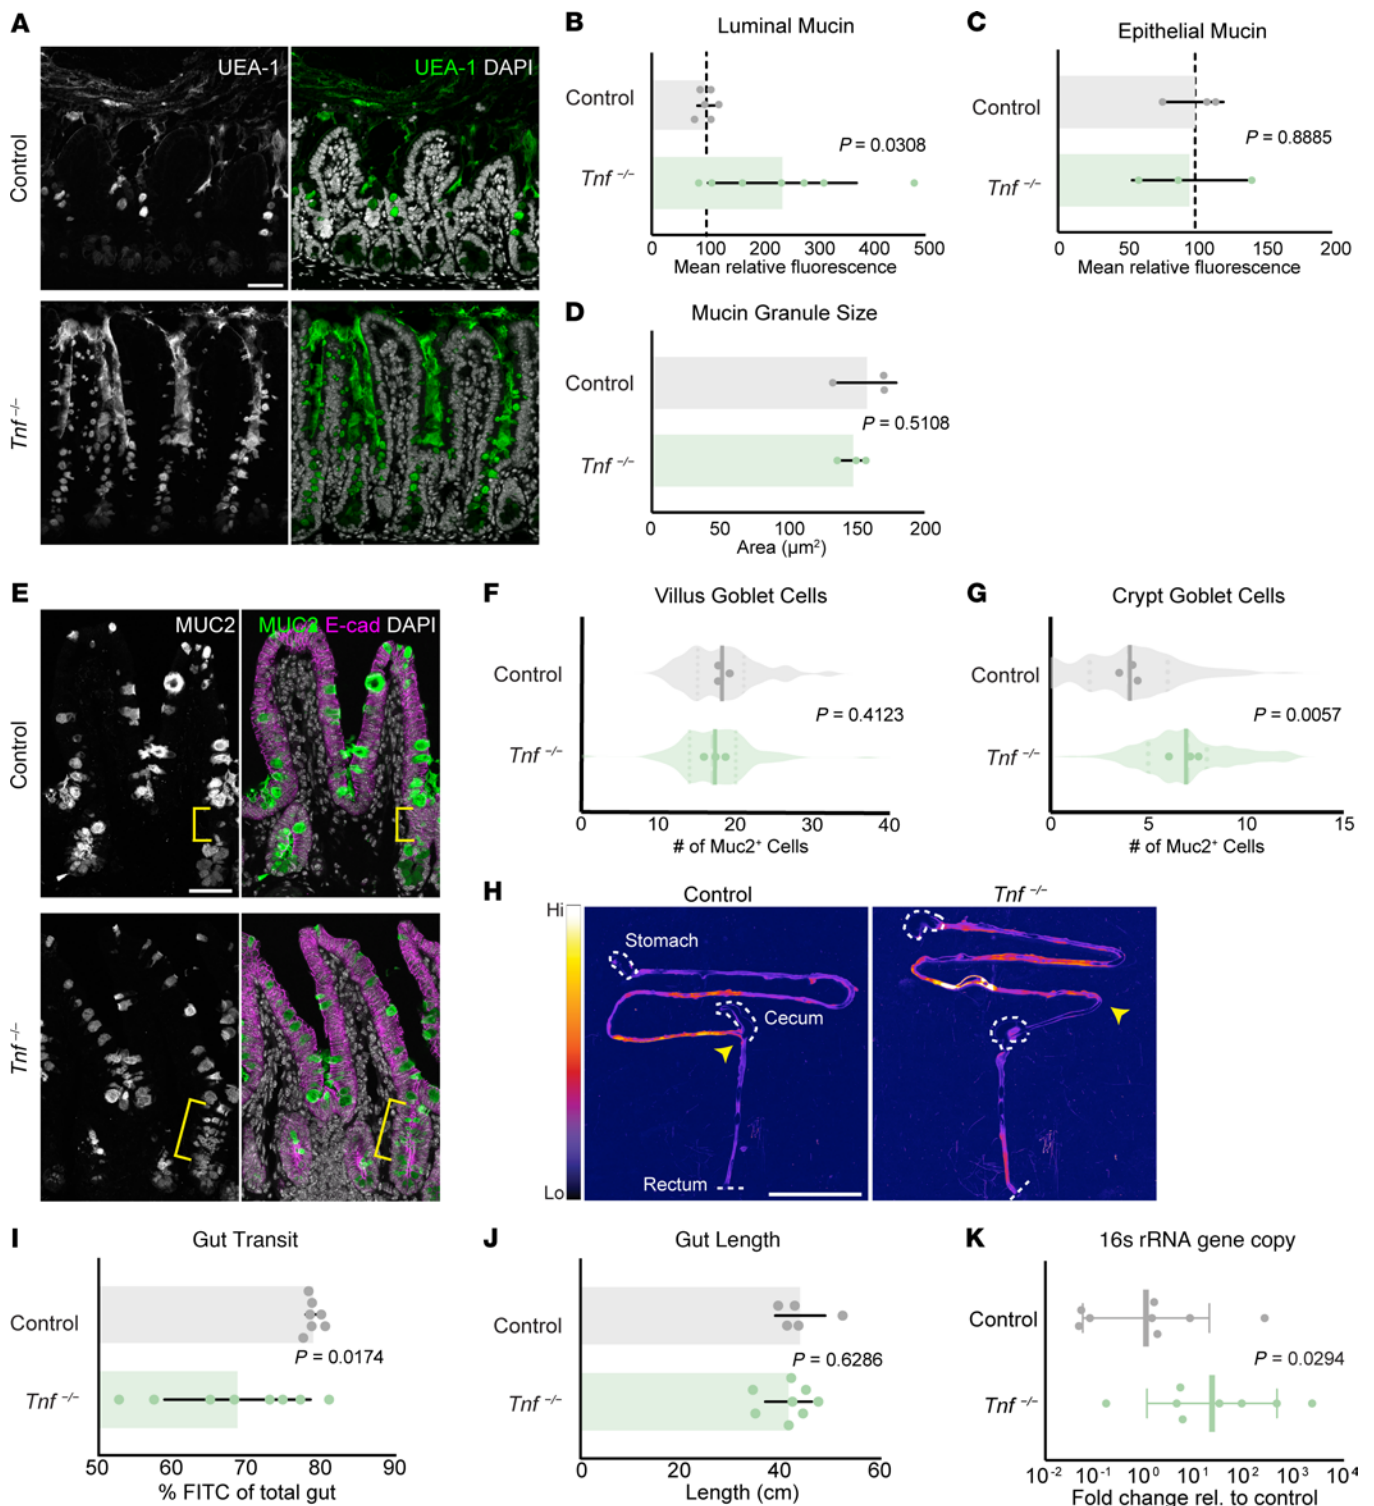 A
UEA-1
UEA-1 DAPI
Control
Tnf −/−
B
Luminal Mucin
Control
Tnf −/−
P = 0.0308
0 100 200 300 400 500
Mean relative fluorescence
C
Epithelial Mucin
Control
Tnf −/−
P = 0.8885
0 50 100 150 200
Mean relative fluorescence
D
Mucin Granule Size
Control
Tnf −/−
P = 0.5108
0 50 100 150 200
Area (µm²)
E
MUC2
MUC2 E-cad DAPI
Control
Tnf −/−
F
Villus Goblet Cells
Control
Tnf −/−
P = 0.4123
0 10 20 30 40
# of Muc2⁺ Cells
G
Crypt Goblet Cells
Control
Tnf −/−
P = 0.0057
0 5 10 15
# of Muc2⁺ Cells
H
Control
Tnf −/−
Hi
Lo
Stomach
Cecum
Rectum
I
Gut Transit
Control
Tnf −/−
P = 0.0174
50 60 70 80 90
% FITC of total gut
J
Gut Length
Control
Tnf −/−
P = 0.6286
0 20 40 60
Length (cm)
K
16s rRNA gene copy
Control
Tnf −/−
P = 0.0294
10⁻² 10⁻¹ 10⁰ 10¹ 10² 10³ 10⁴
Fold change rel. to control